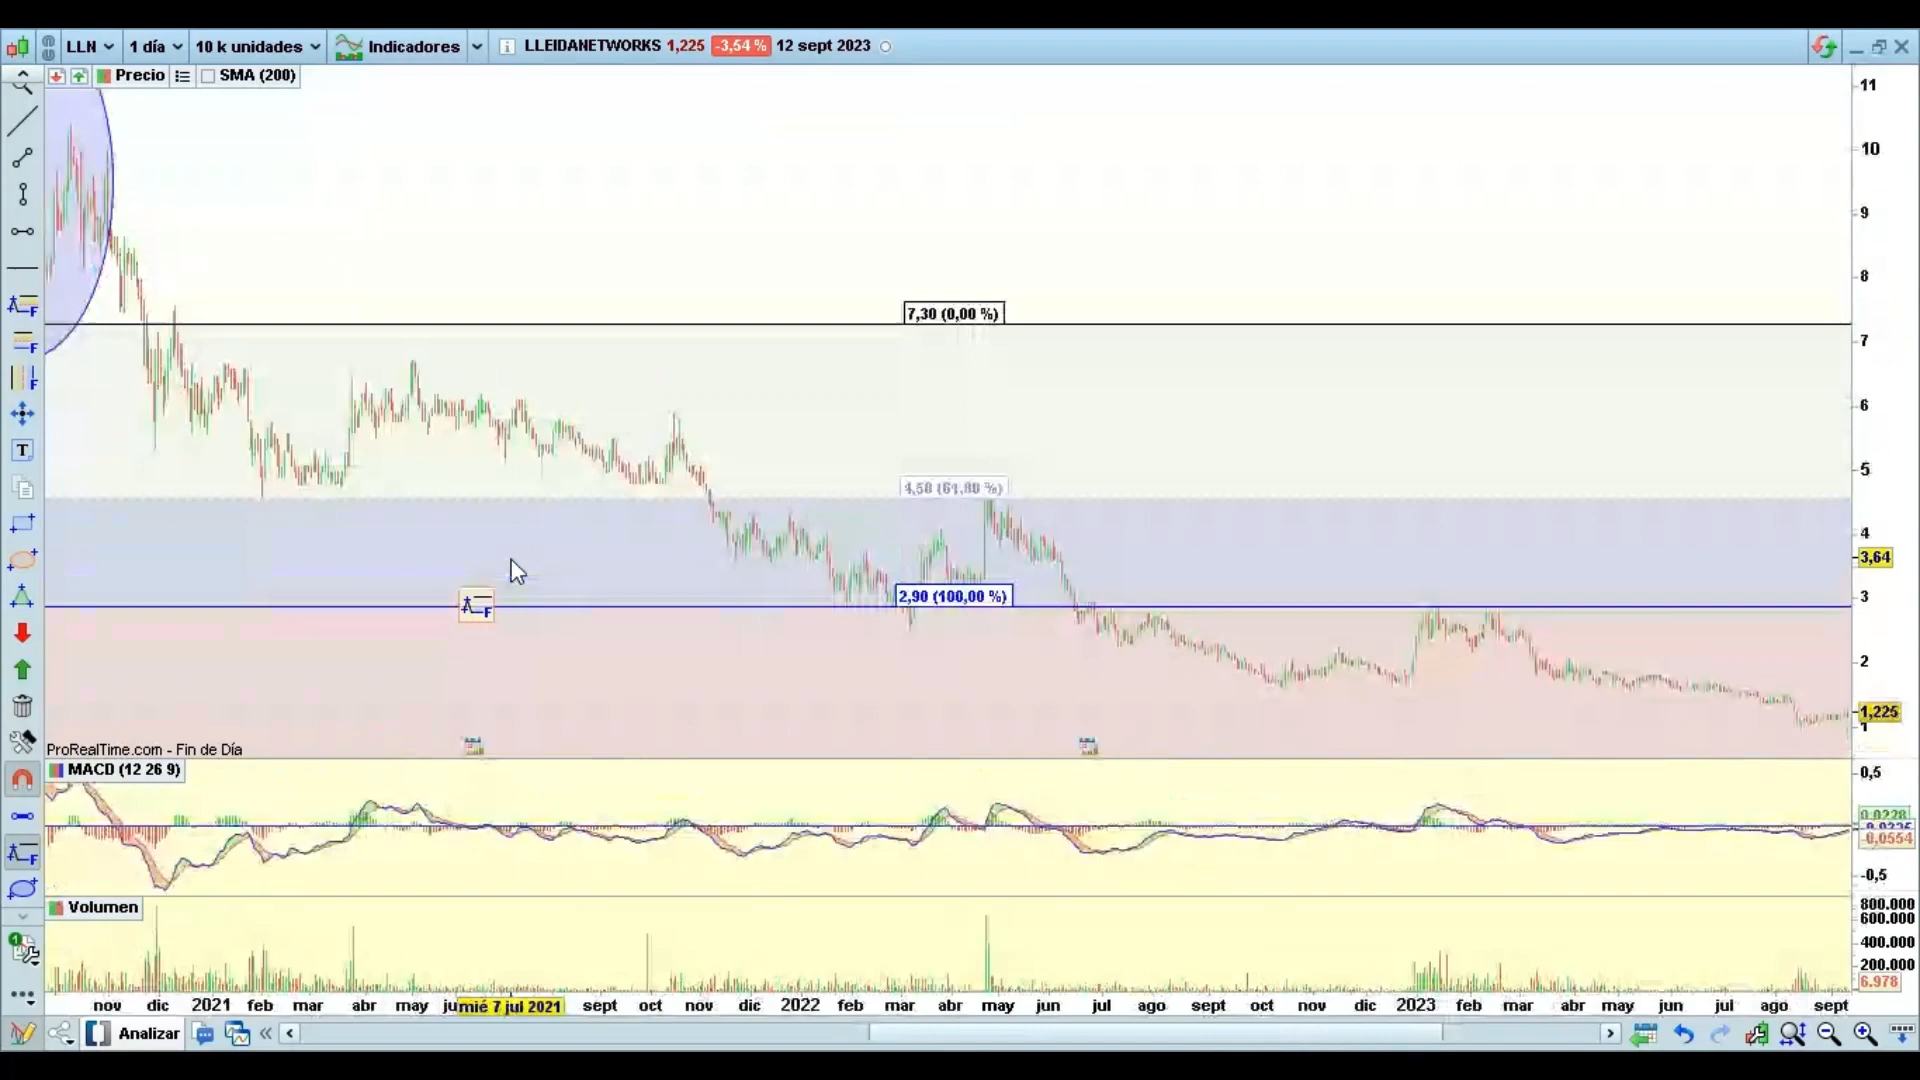 LLN 1 día 10 k unidades Indicadores LLEIDANETWORKS 1,225 -3,54 % 12 sept 2023
Precio SMA (200)
11
10
9
8
7,30 (0,00 %)
7
6
5
4,58 (61,80 %)
4
3,64
2,90 (100,00 %)
3
2
1,225
1
F
F
F
T
F
F
ProRealTime.com - Fin de Día
MACD (12 26 9)
0,5
0,0228
-0,0554
-0,5
Volumen
800.000
600.000
400.000
200.000
6.978
nov dic 2021 feb mar abr may mié 7 jul 2021 sept oct nov dic 2022 feb mar abr may jun jul ago sept oct nov dic 2023 feb mar abr may jun jul ago sept
Analizar